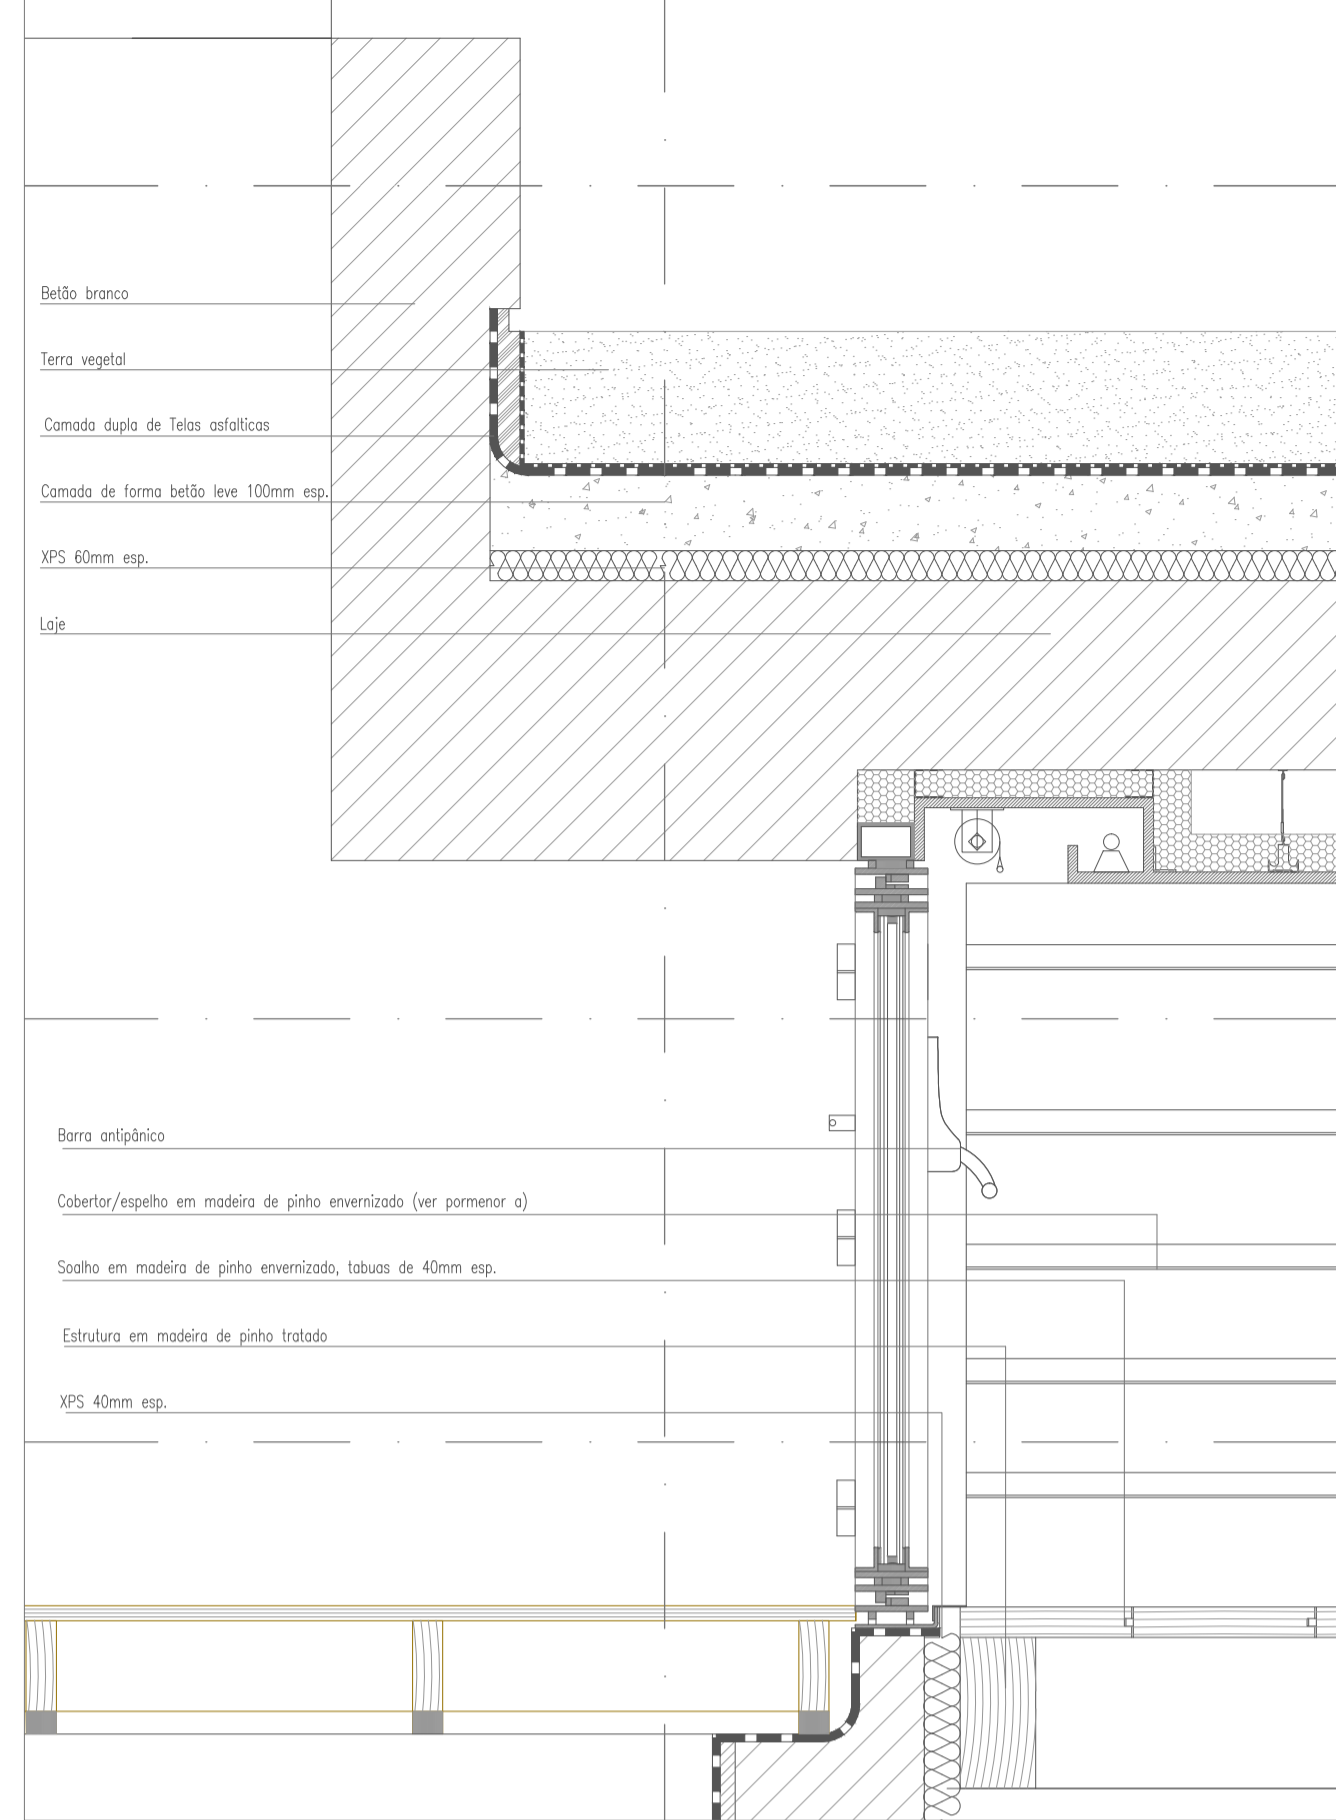 Betão branco
Terra vegetal
Camada dupla de Telas asfalticas
Camada de forma betão leve 100mm esp.
XPS 60mm esp.
Laje
Barra antipânico
Cobertor/espelho em madeira de pinho envernizado (ver pormenor a)
Soalho em madeira de pinho envernizado, tabuas de 40mm esp.
Estrutura em madeira de pinho tratado
XPS 40mm esp.